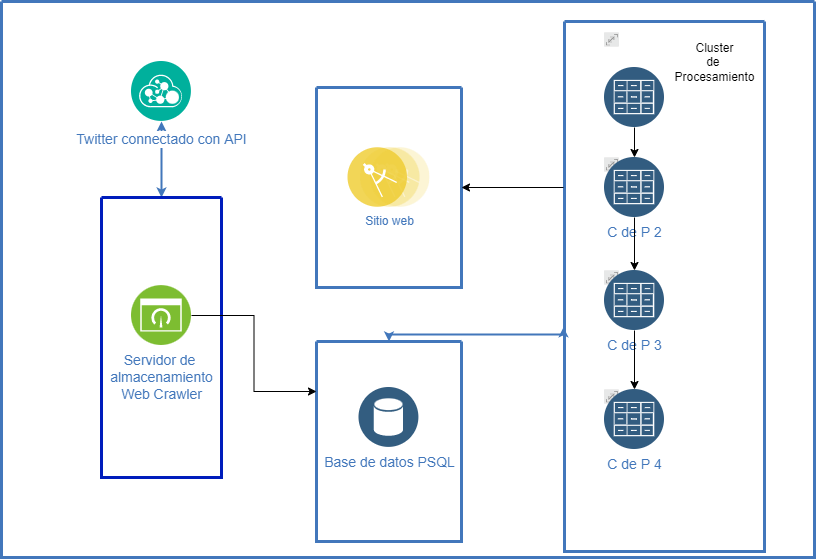 Cluster
de
Procesamiento
Twitter connectado con API
Sitio web
C de P 2
Servidor de
almacenamiento
Web Crawler
C de P 3
Base de datos PSQL
C de P 4